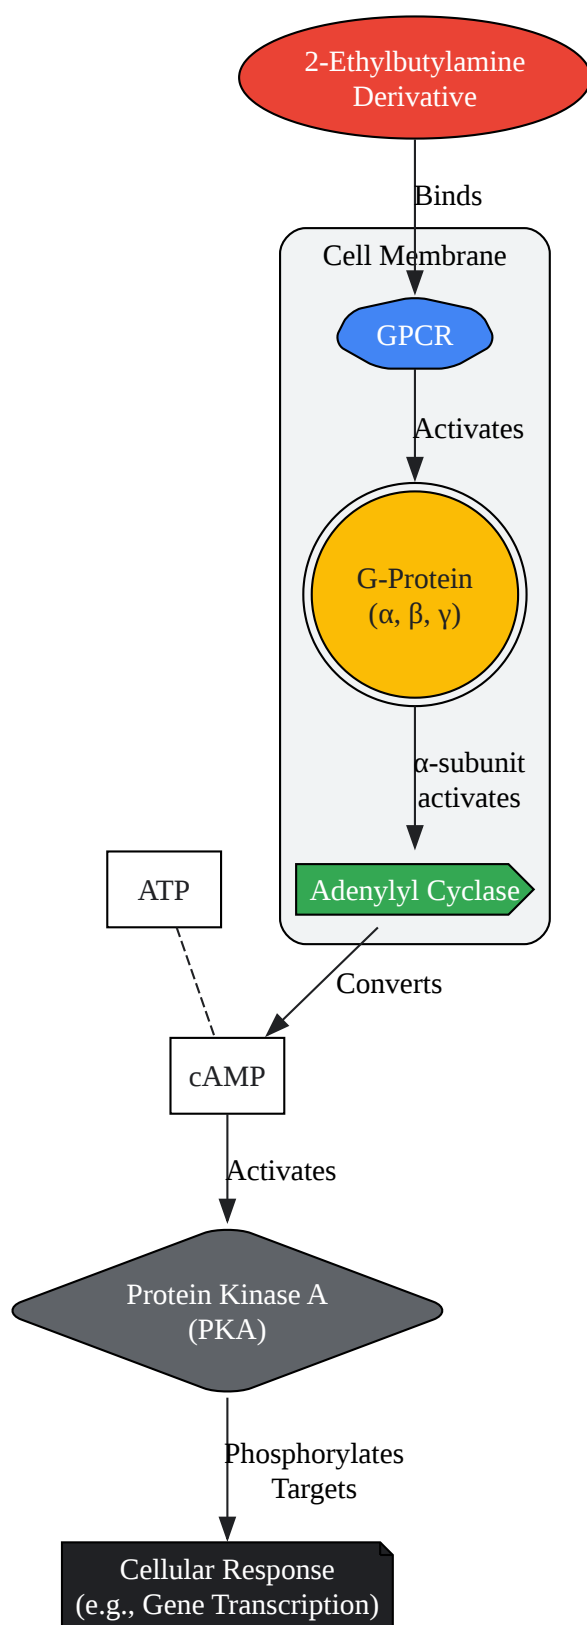 2-Ethylbutylamine
Derivative
Binds
Cell Membrane
GPCR
Activates
G-Protein
(α, β, γ)
α-subunit
activates
ATP
Adenylyl Cyclase
Converts
cAMP
Activates
Protein Kinase A
(PKA)
Phosphorylates
Targets
Cellular Response
(e.g., Gene Transcription)